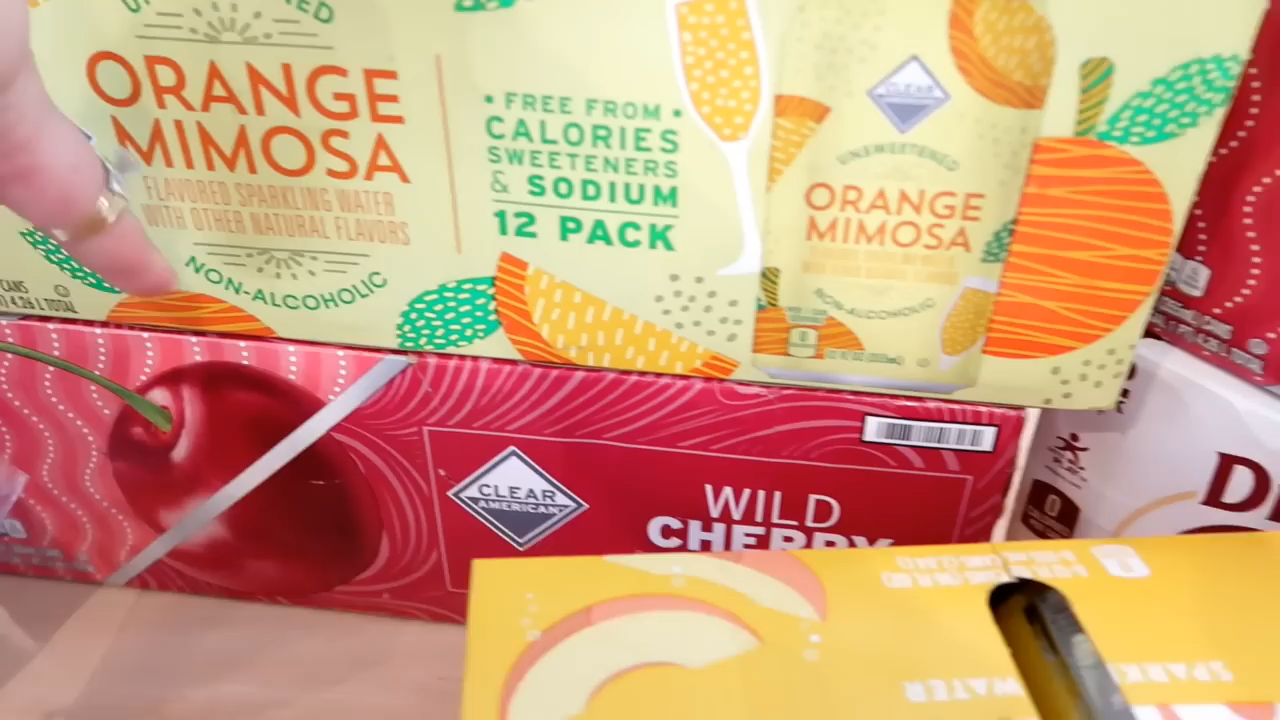 ORANGE
MIMOSA
FLAVORED SPARKLING WATER
WITH OTHER NATURAL FLAVORS
NON-ALCOHOLIC
• FREE FROM •
CALORIES
SWEETENERS
& SODIUM
12 PACK
CLEAR
UNSWEETENED
ORANGE
MIMOSA
NON-ALCOHOLIC
CLEAR
AMERICAN
WILD
CHERRY
WATER